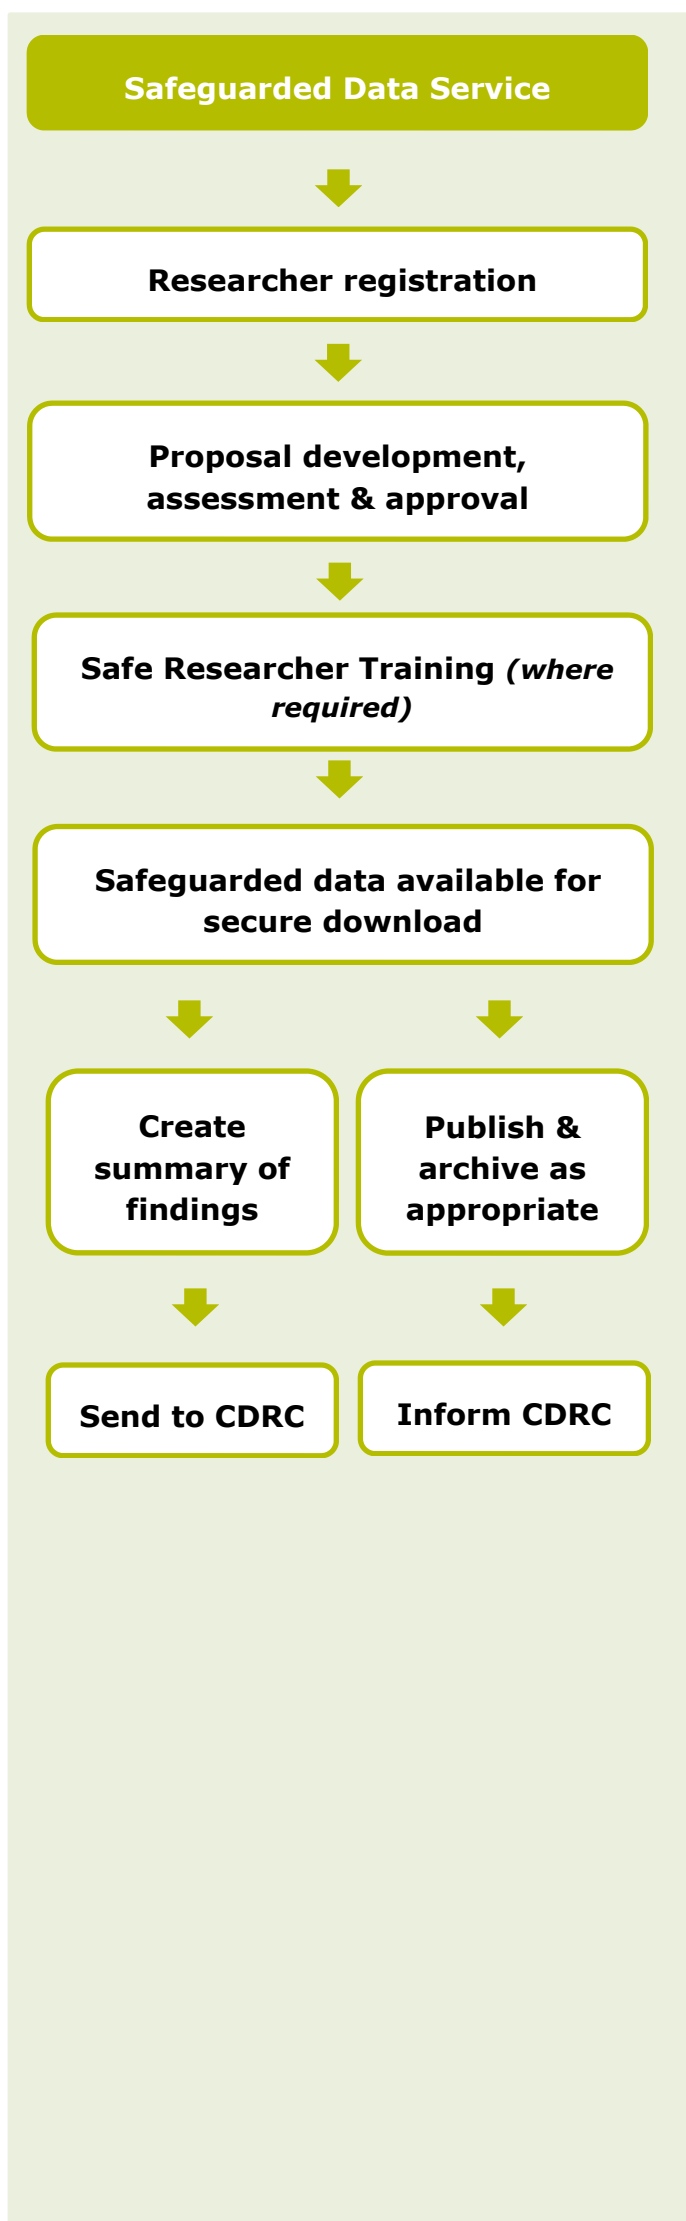 Safeguarded Data Service
Researcher registration
Proposal development,
assessment & approval
Safe Researcher Training (where
required)
Safeguarded data available for
secure download
Create
summary of
findings
Publish &
archive as
appropriate
Send to CDRC
Inform CDRC